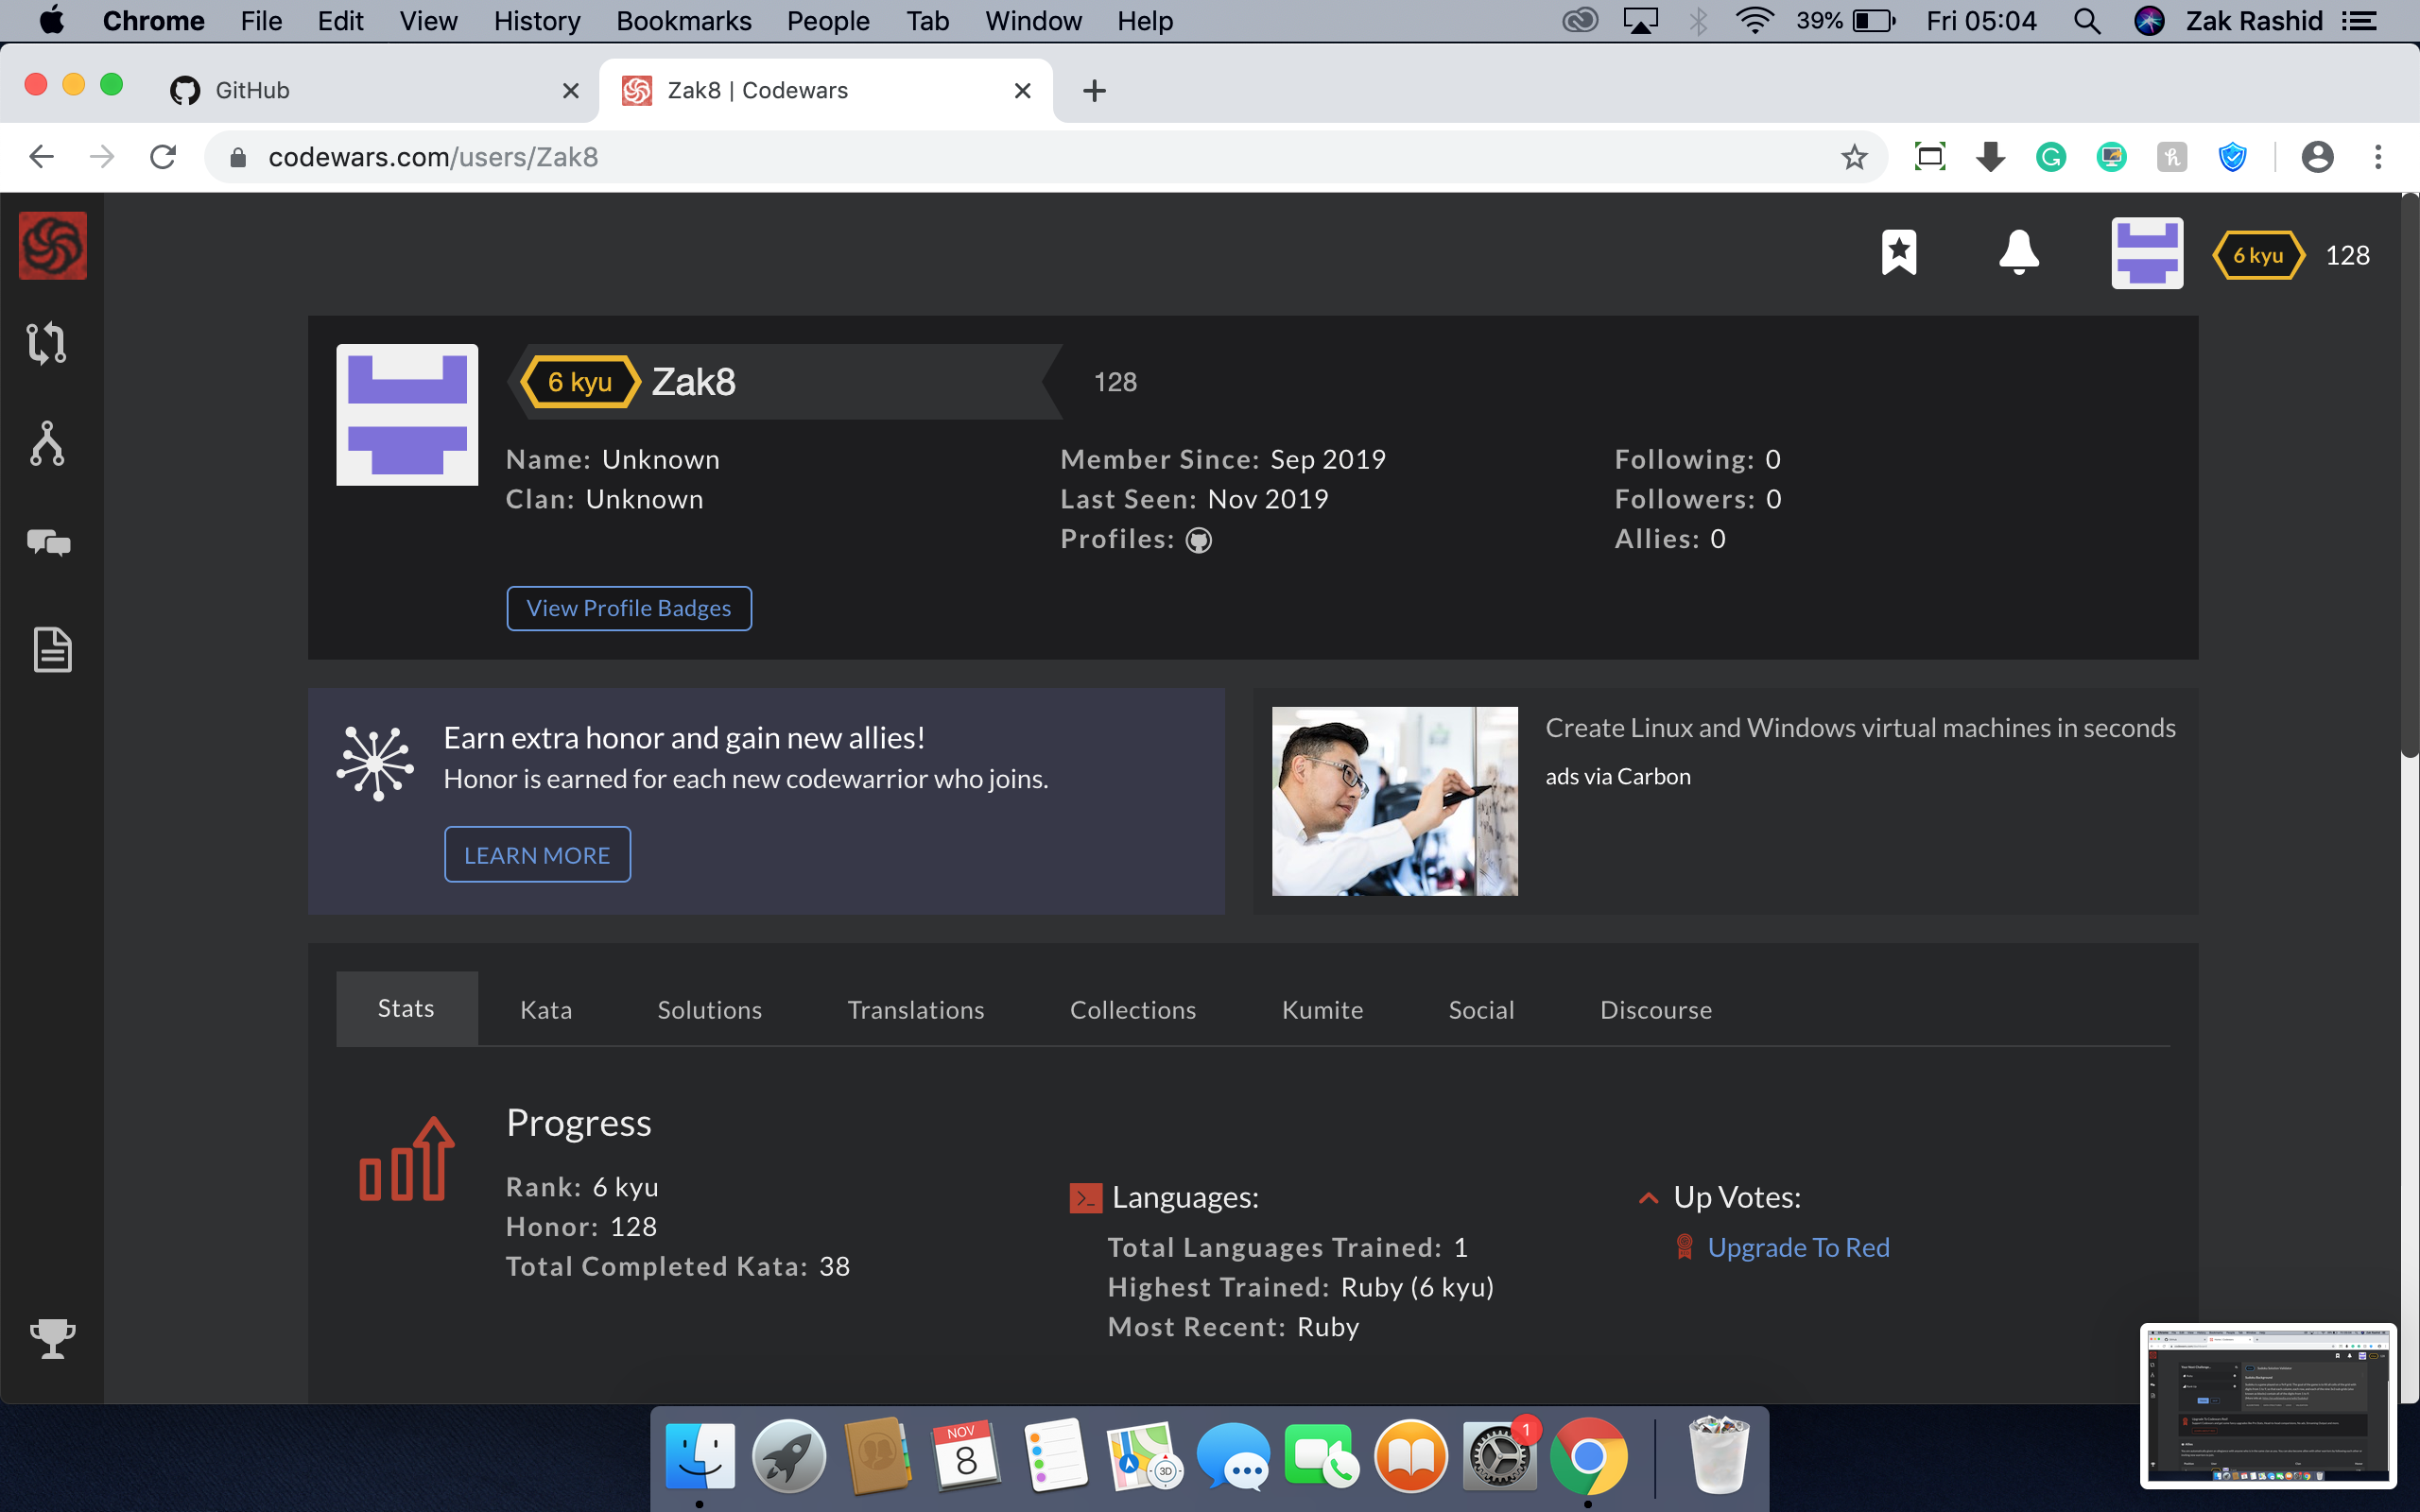 Chrome File Edit View History Bookmarks People Tab Window Help 39% Fri 05:04 Zak Rashid
GitHub Zak8 | Codewars
codewars.com/users/Zak8
6 kyu 128
6 kyu Zak8 128
Name: Unknown Member Since: Sep 2019 Following: 0
Clan: Unknown Last Seen: Nov 2019 Followers: 0
Profiles: Allies: 0
View Profile Badges
Earn extra honor and gain new allies!
Honor is earned for each new codewarrior who joins.
LEARN MORE
Create Linux and Windows virtual machines in seconds
ads via Carbon
Stats Kata Solutions Translations Collections Kumite Social Discourse
Progress
Rank: 6 kyu
Honor: 128
Total Completed Kata: 38
Languages:
Total Languages Trained: 1
Highest Trained: Ruby (6 kyu)
Most Recent: Ruby
Up Votes:
Upgrade To Red
NOV
8
3D
1